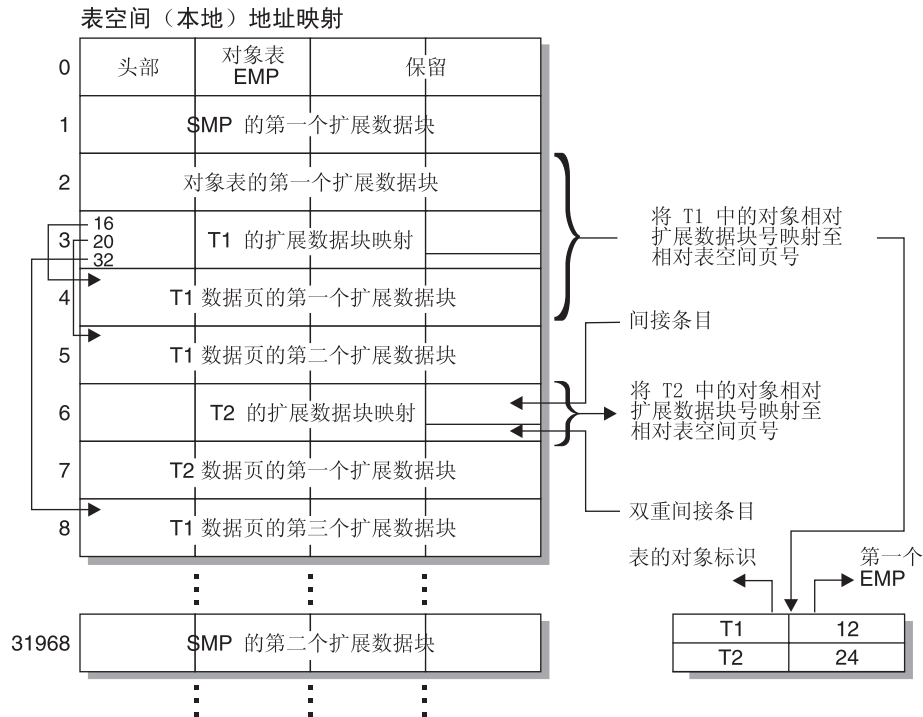 表空间（本地）地址映射
0
头部
对象表
EMP
保留
1
SMP 的第一个扩展数据块
2
对象表的第一个扩展数据块
3
16
20
32
T1 的扩展数据块映射
4
T1 数据页的第一个扩展数据块
5
T1 数据页的第二个扩展数据块
6
T2 的扩展数据块映射
7
T2 数据页的第一个扩展数据块
8
T1 数据页的第三个扩展数据块
31968
SMP 的第二个扩展数据块
将 T1 中的对象相对
扩展数据块号映射至
相对表空间页号
间接条目
将 T2 中的对象相对
扩展数据块号映射至
相对表空间页号
双重间接条目
表的对象标识
第一个
EMP
T1 12
T2 24